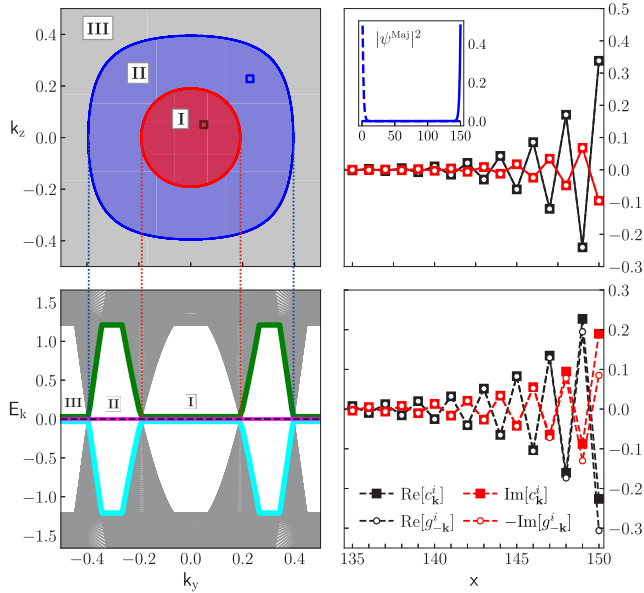 III
II
I
0.4
0.2
0.0
−0.2
−0.4
k_z
|ψ^Maj|²
0.4
0.2
0.0
50
100
150
0.5
0.4
0.3
0.2
0.1
0.0
−0.1
−0.2
−0.3
1.5
1.0
0.5
0.0
−0.5
−1.0
−1.5
E_k
III
II
I
−0.4
−0.2
0.0
0.2
0.4
k_y
0.3
0.2
0.1
0.0
−0.1
−0.2
−0.3
Re[c^i_k]
Im[c^i_k]
Re[g^i_−k]
−Im[g^i_−k]
135
140
145
150
x